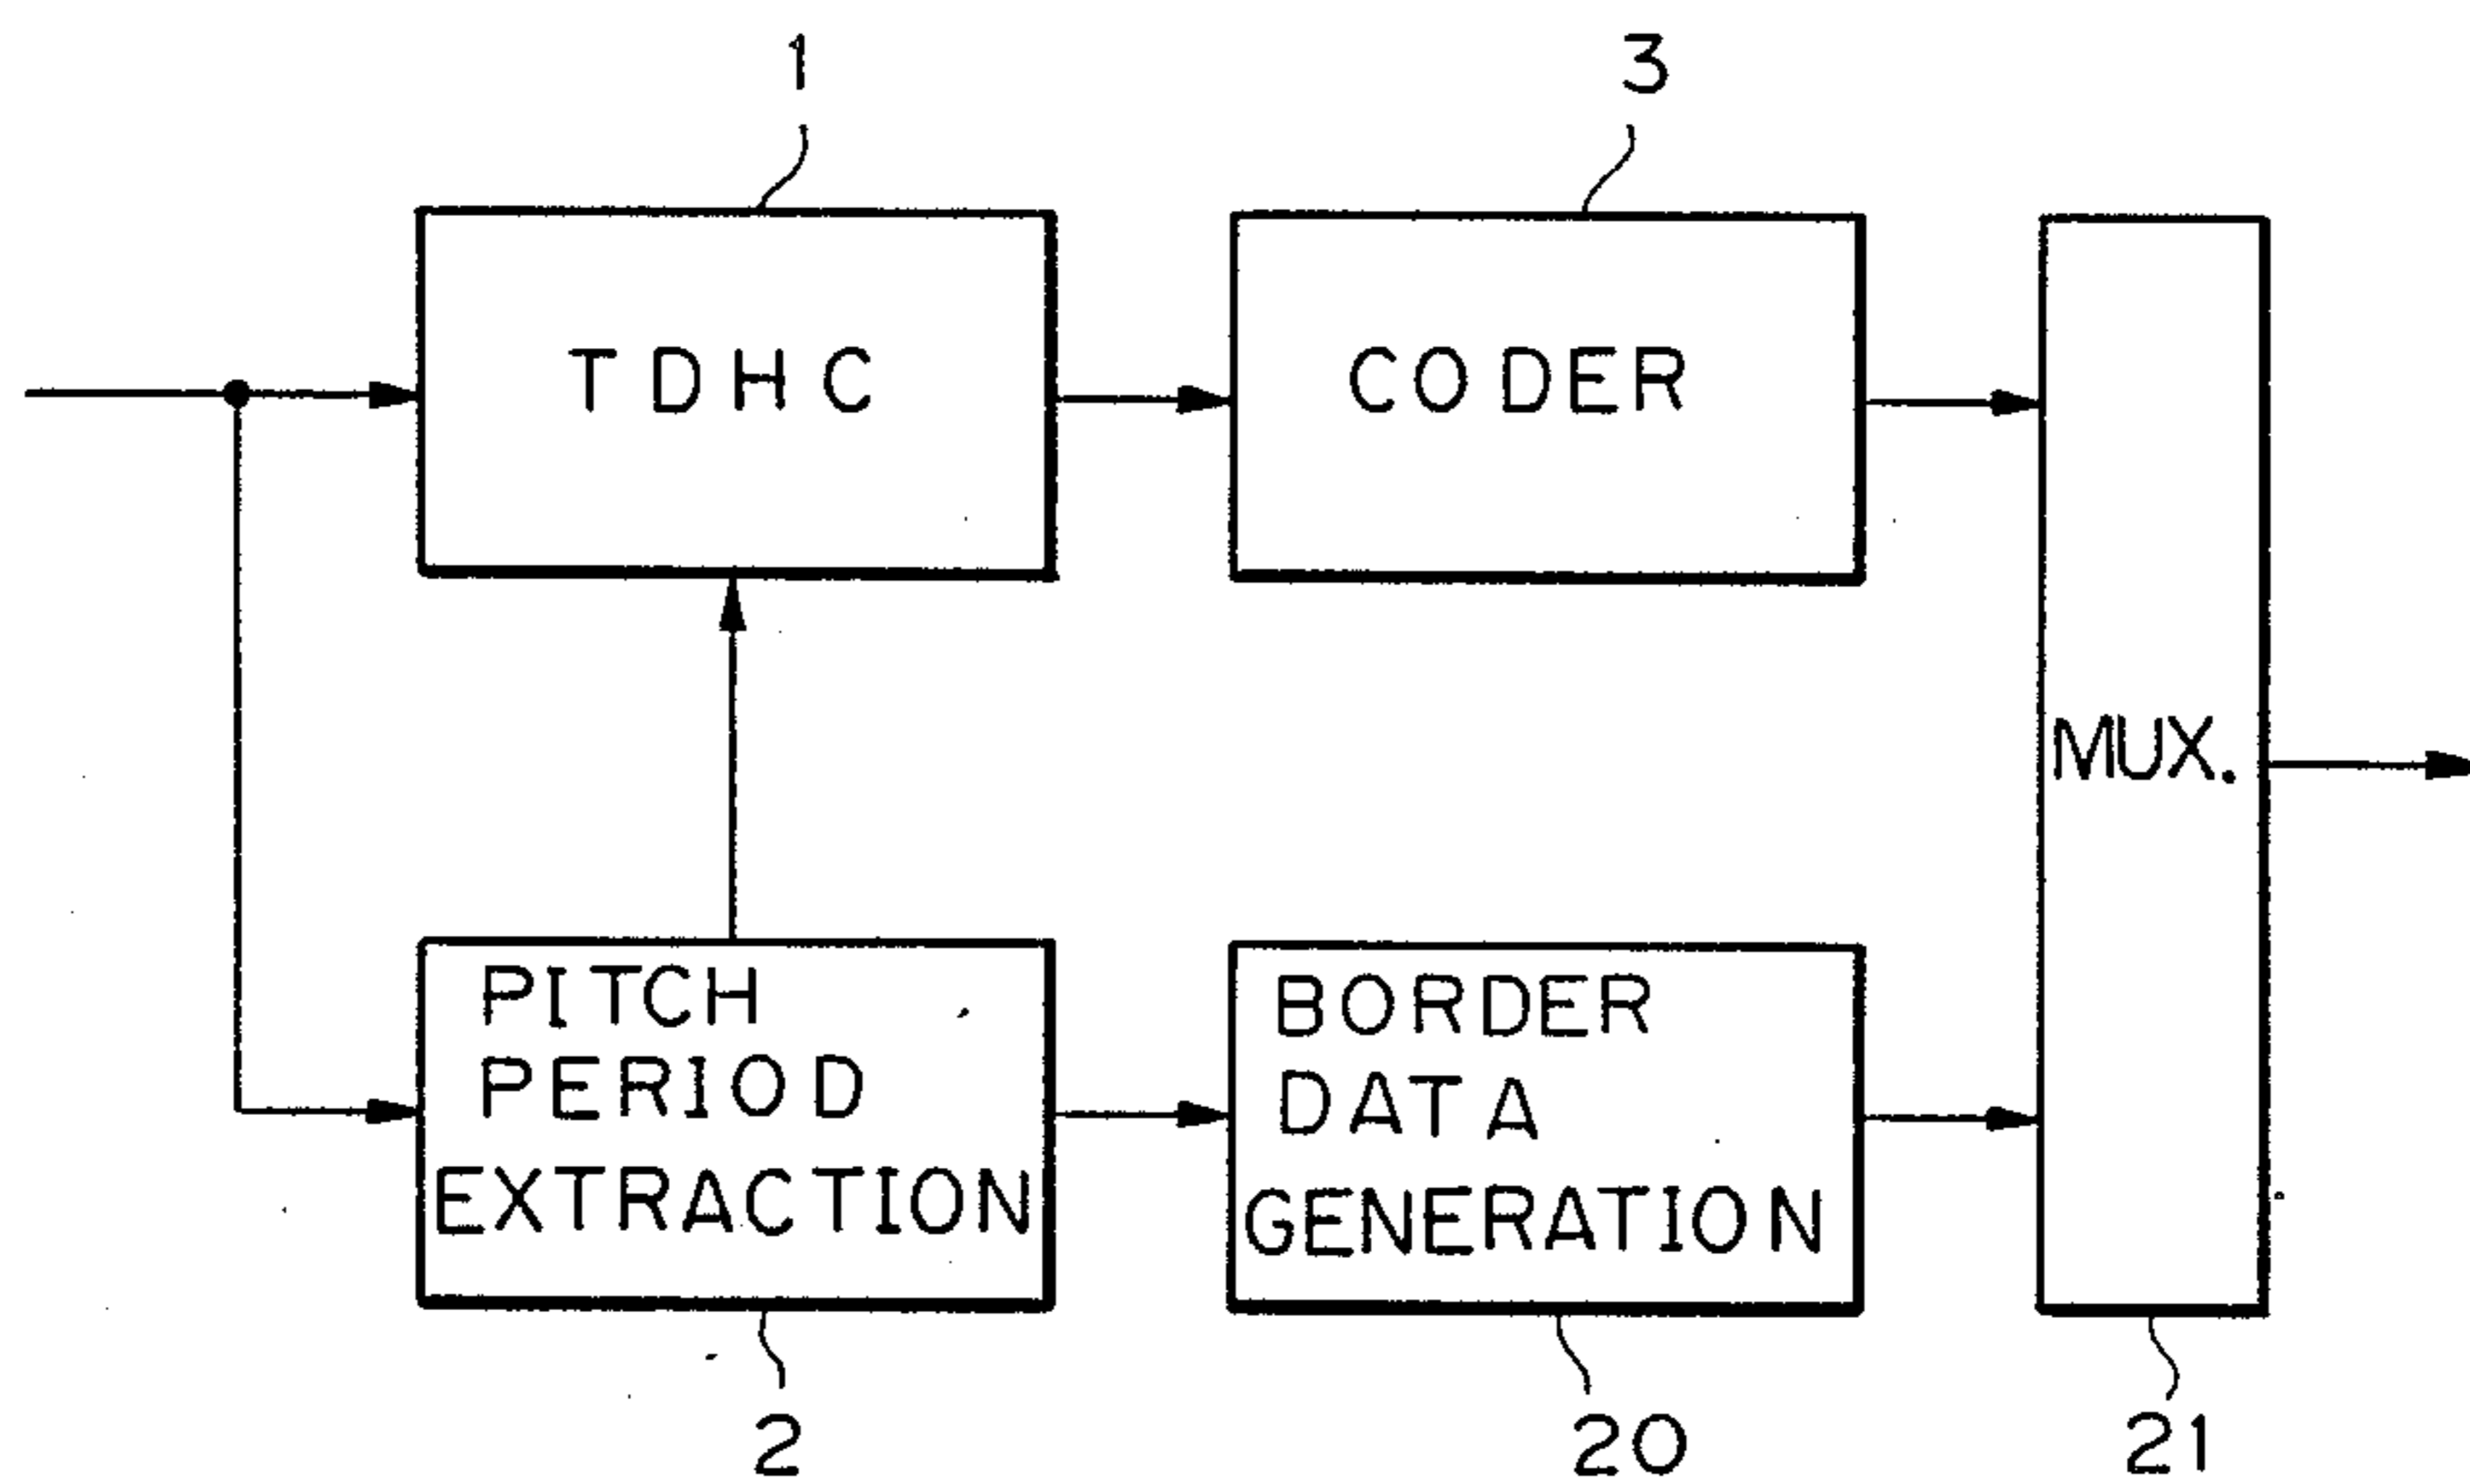 1
3
TDHC
CODER
MUX.
PITCH
PERIOD
EXTRACTION
BORDER
DATA
GENERATION
2
20
21